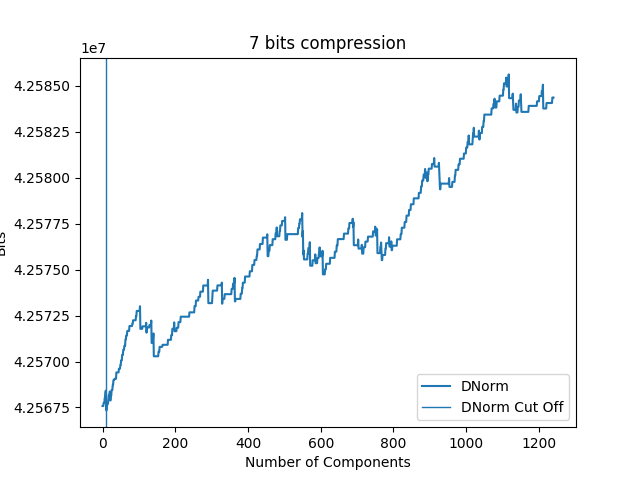 7 bits compression
1e7
4.25850
4.25825
4.25800
4.25775
4.25750
4.25725
4.25700
4.25675
Bits
0 200 400 600 800 1000 1200
Number of Components
DNorm
DNorm Cut Off